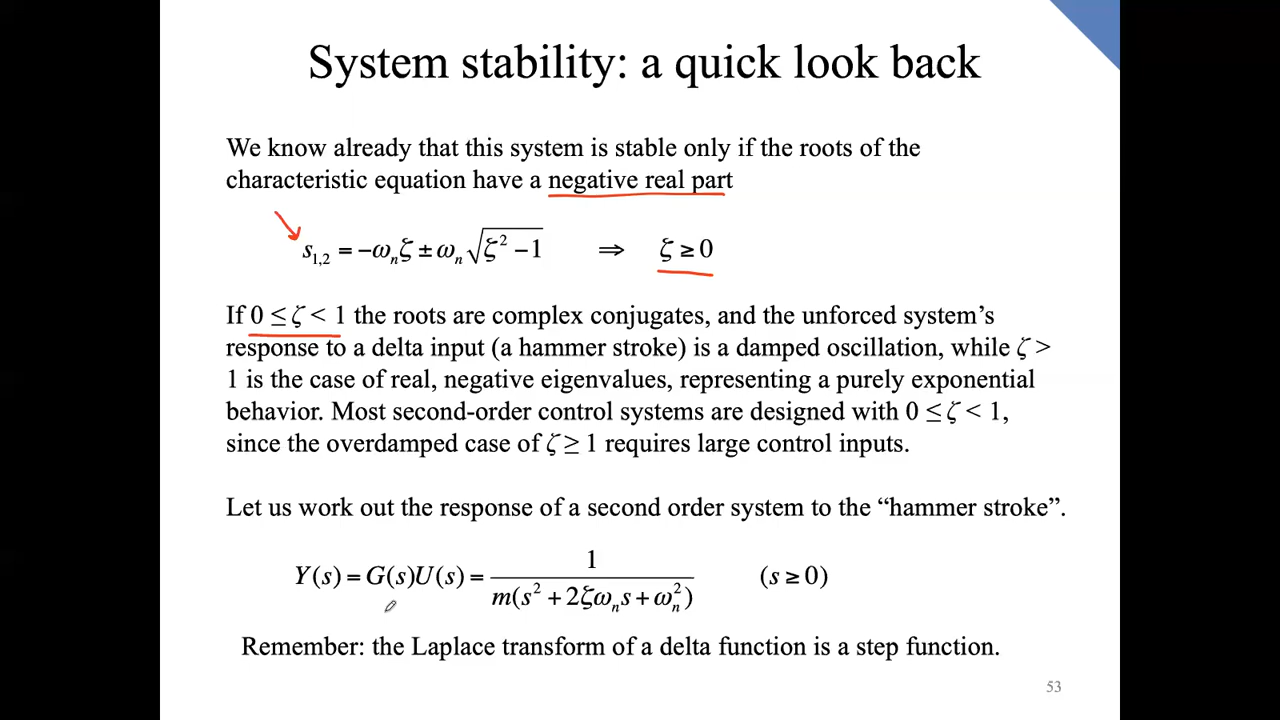 System stability: a quick look back
We know already that this system is stable only if the roots of the
characteristic equation have a negative real part
s₁,₂ = −ωₙζ ± ωₙ√(ζ² − 1) ⇒ ζ ≥ 0
If 0 ≤ ζ < 1 the roots are complex conjugates, and the unforced system’s
response to a delta input (a hammer stroke) is a damped oscillation, while ζ >
1 is the case of real, negative eigenvalues, representing a purely exponential
behavior. Most second-order control systems are designed with 0 ≤ ζ < 1,
since the overdamped case of ζ ≥ 1 requires large control inputs.
Let us work out the response of a second order system to the “hammer stroke”.
Y(s) = G(s)U(s) = 1 / m(s² + 2ζωₙs + ωₙ²) (s ≥ 0)
Remember: the Laplace transform of a delta function is a step function.
53